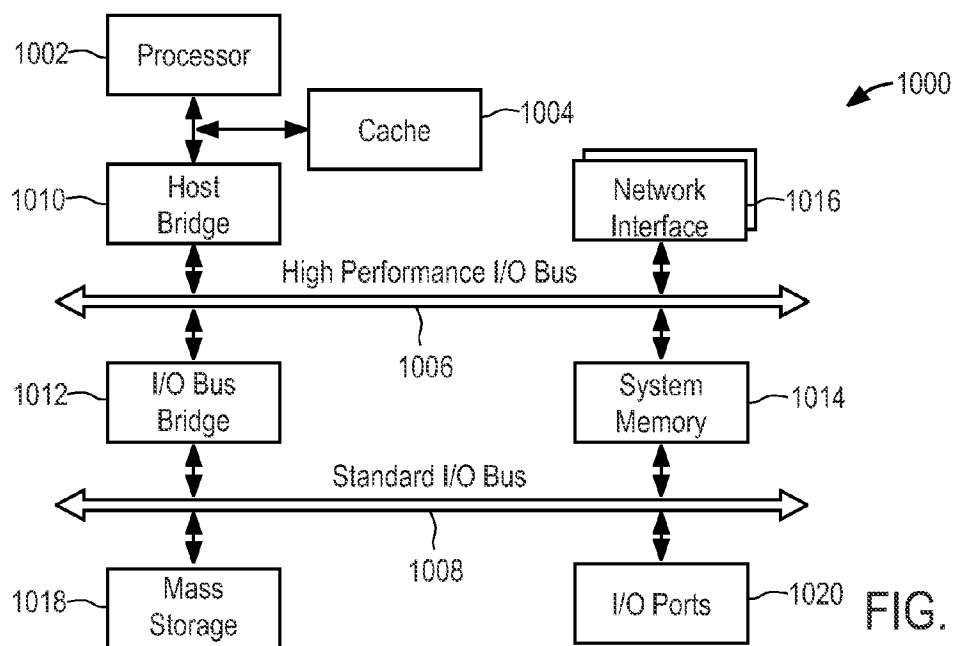 1002
Processor
1000
Cache
1004
1010
Host
Bridge
Network
Interface
1016
High Performance I/O Bus
1006
1012
I/O Bus
Bridge
System
Memory
1014
Standard I/O Bus
1008
1018
Mass
Storage
I/O Ports
1020
FIG.